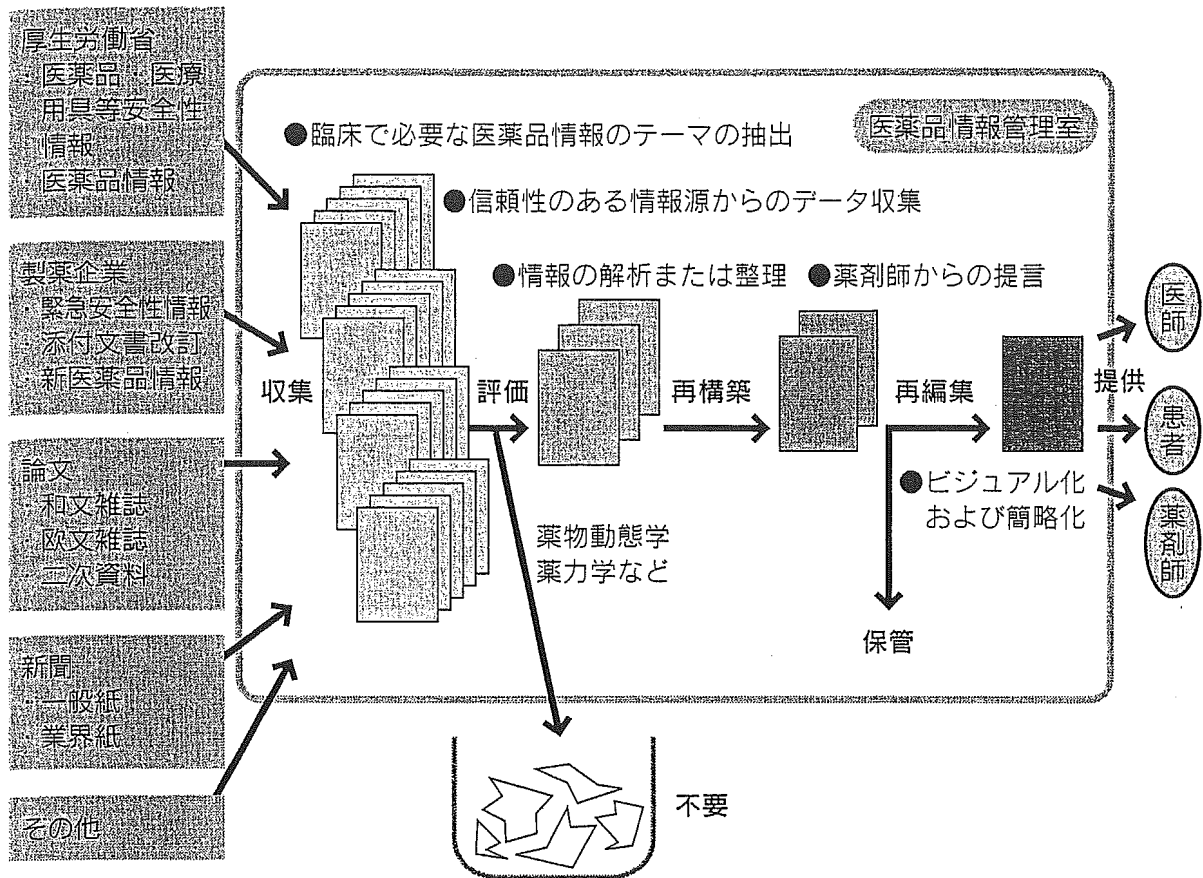 厚生労働省
・医薬品・医療
用具等安全性
情報
・医薬品情報
製薬企業
・緊急安全性情報
・添付文書改訂
・新医薬品情報
論文
・和文雑誌
・欧文雑誌
・二次資料
新聞
・一般紙
・業界紙
その他
医薬品情報管理室
●臨床で必要な医薬品情報のテーマの抽出
●信頼性のある情報源からのデータ収集
●情報の解析または整理
●薬剤師からの提言
収集
評価
再構築
再編集
提供
薬物動態学
薬力学など
●ビジュアル化
および簡略化
保管
不要
医師
患者
薬剤師